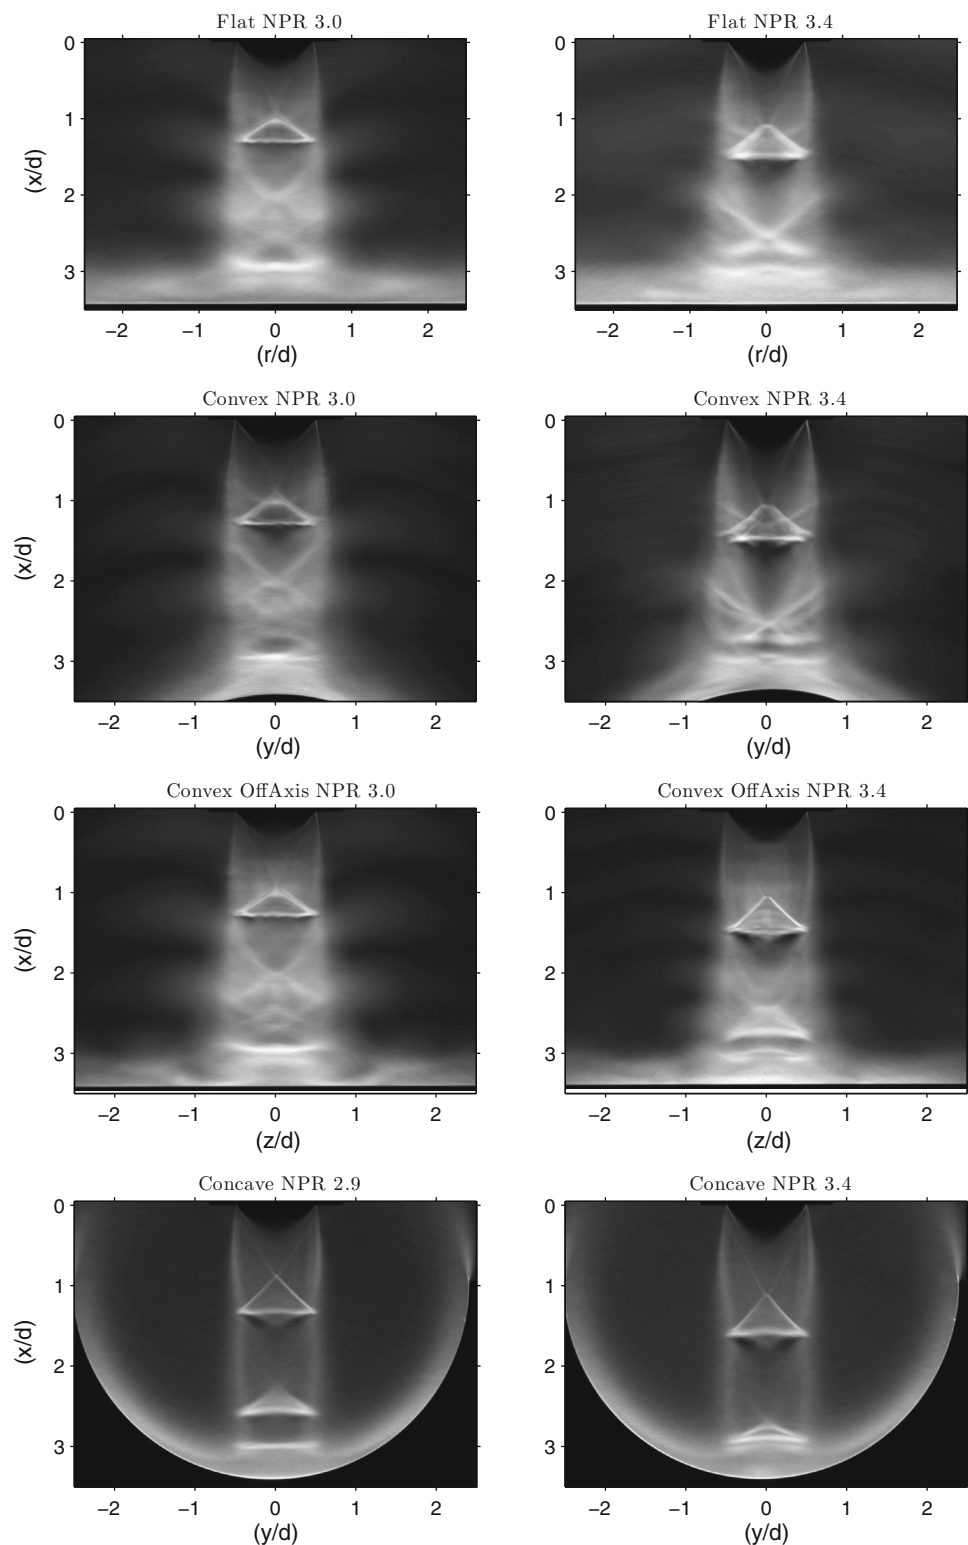 Flat NPR 3.0
Flat NPR 3.4
0
1
2
3
(x/d)
−2 −1 0 1 2
(r/d)
0
1
2
3
−2 −1 0 1 2
(r/d)
Convex NPR 3.0
Convex NPR 3.4
0
1
2
3
(x/d)
−2 −1 0 1 2
(y/d)
0
1
2
3
−2 −1 0 1 2
(y/d)
Convex OffAxis NPR 3.0
Convex OffAxis NPR 3.4
0
1
2
3
(x/d)
−2 −1 0 1 2
(z/d)
0
1
2
3
−2 −1 0 1 2
(z/d)
Concave NPR 2.9
Concave NPR 3.4
0
1
2
3
(x/d)
−2 −1 0 1 2
(y/d)
0
1
2
3
−2 −1 0 1 2
(y/d)